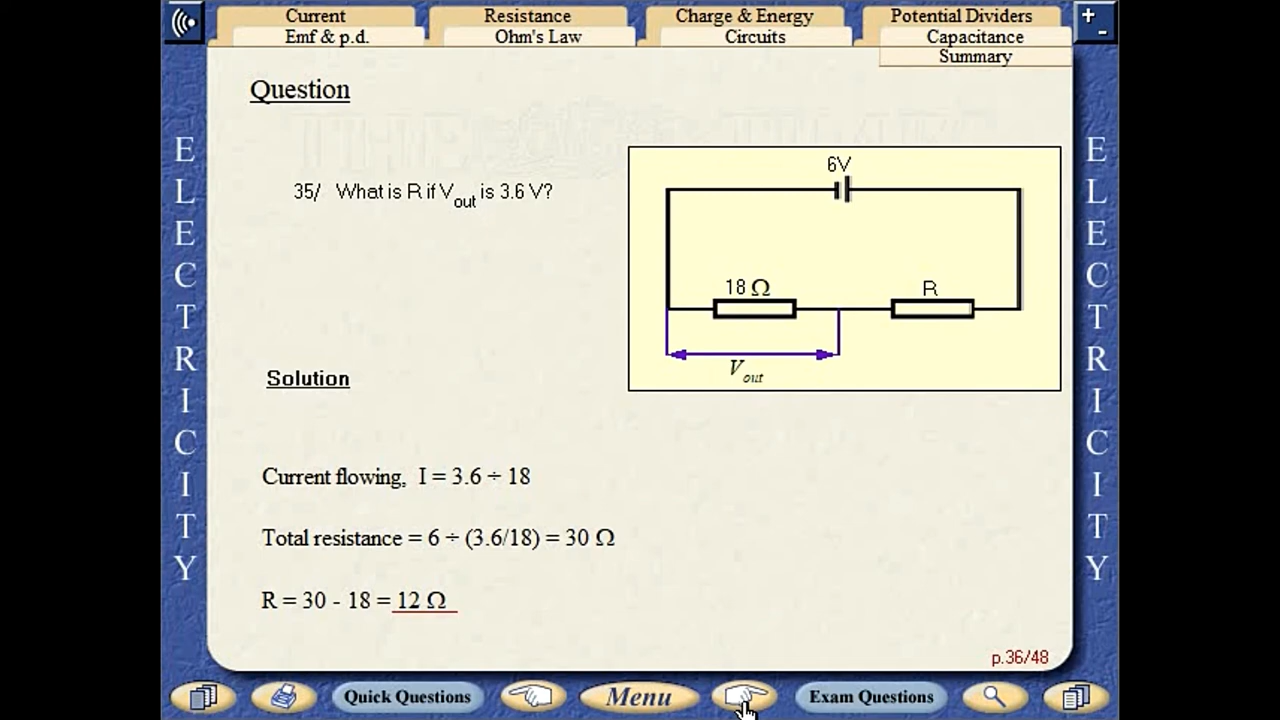 Current
Emf & p.d.
Resistance
Ohm's Law
Charge & Energy
Circuits
Potential Dividers
Capacitance
Summary
+
-
ELECTRICITY
ELECTRICITY
Question
35/ What is R if Vout is 3.6 V?
6V
18 Ω
R
Vout
Solution
Current flowing, I = 3.6 ÷ 18
Total resistance = 6 ÷ (3.6/18) = 30 Ω
R = 30 - 18 = 12 Ω
p.36/48
Quick Questions
Menu
Exam Questions